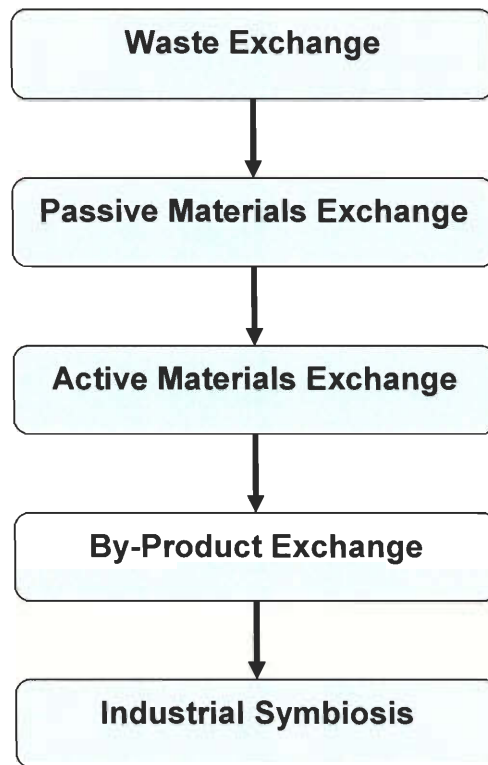 Waste Exchange
Passive Materials Exchange
Active Materials Exchange
By-Product Exchange
Industrial Symbiosis